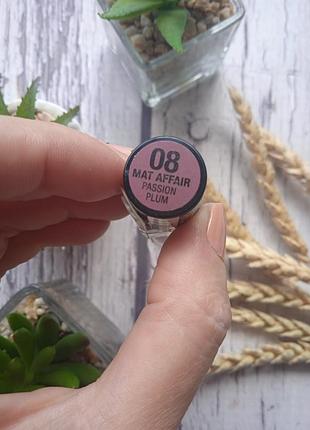 08
MAT AFFAIR
PASSION
PLUM